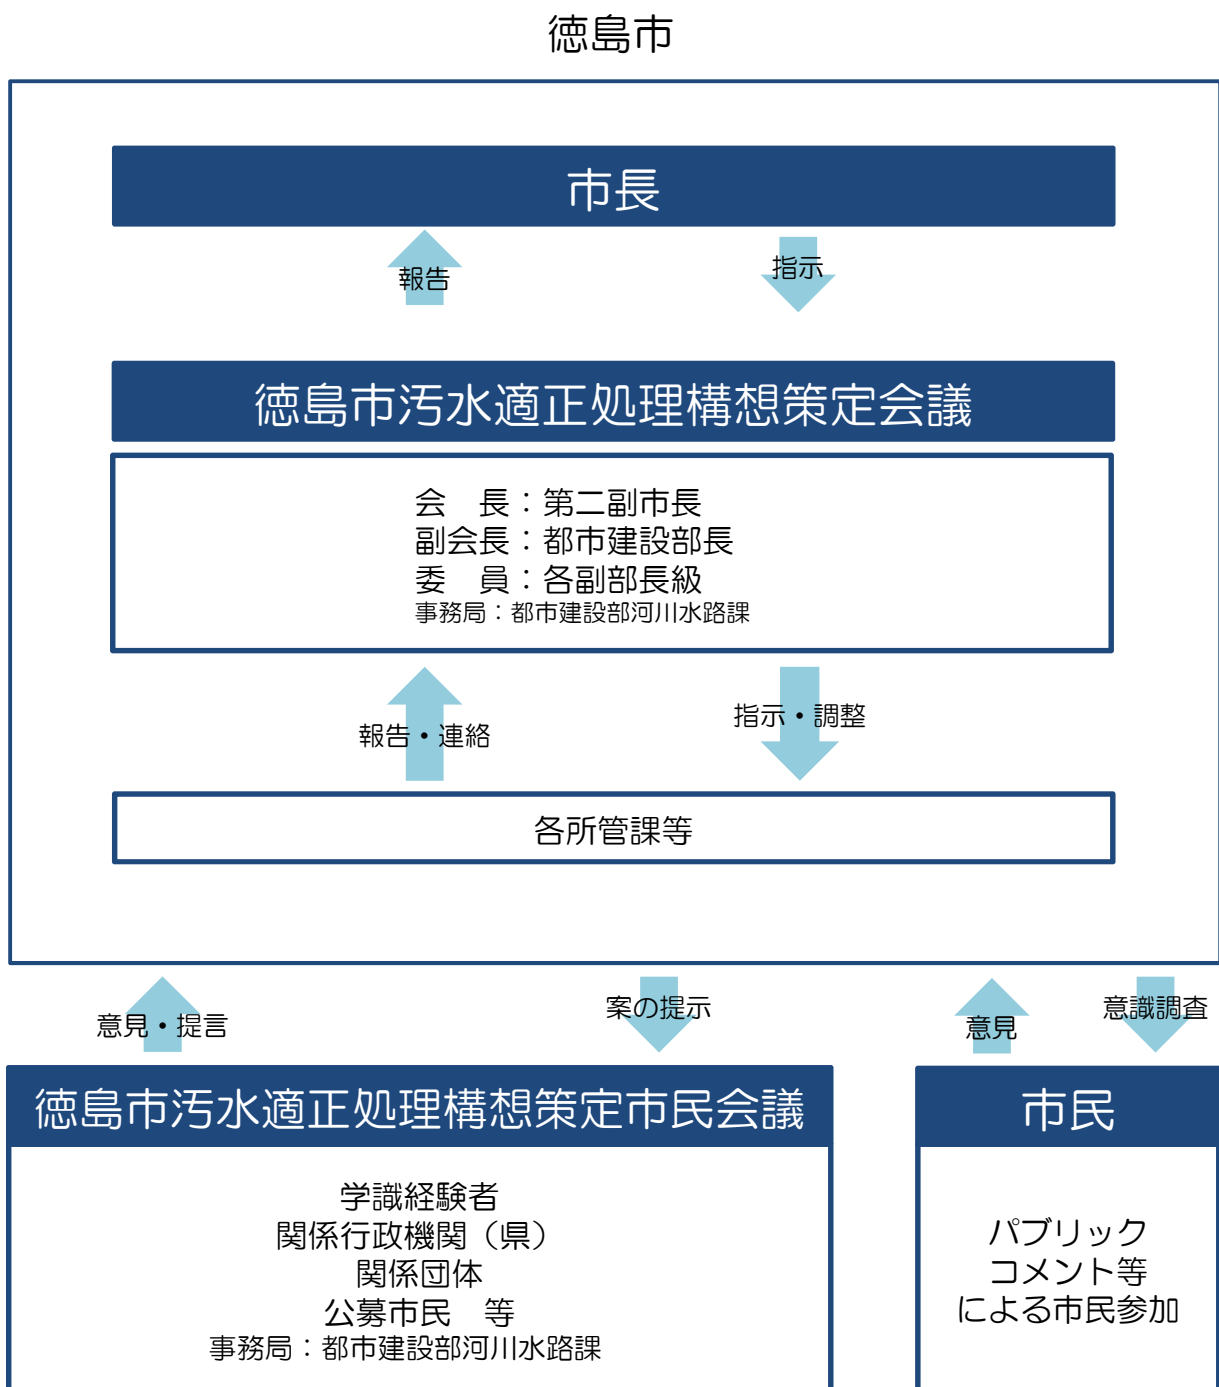 徳島市
市長
報告
指示
徳島市汚水適正処理構想策定会議
会　長：第二副市長
副会長：都市建設部長
委　員：各副部長級
事務局：都市建設部河川水路課
報告・連絡
指示・調整
各所管課等
意見・提言
案の提示
意見
意識調査
徳島市汚水適正処理構想策定市民会議
学識経験者
関係行政機関（県）
関係団体
公募市民　等
事務局：都市建設部河川水路課
市民
パブリック
コメント等
による市民参加